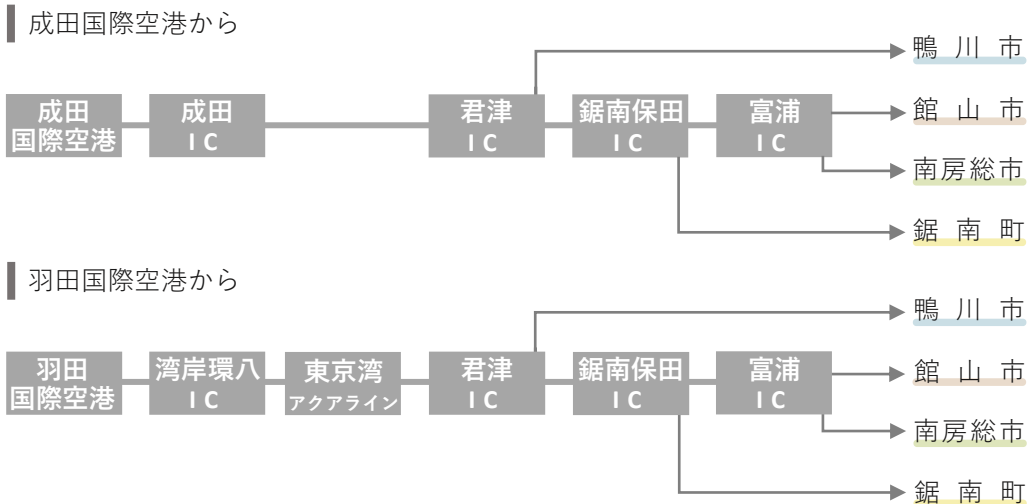 成田国際空港から
鴨川市
成田
国際空港
成田
IC
君津
IC
鋸南保田
IC
富浦
IC
館山市
南房総市
鋸南町
羽田国際空港から
鴨川市
羽田
国際空港
湾岸環八
IC
東京湾
アクアライン
君津
IC
鋸南保田
IC
富浦
IC
館山市
南房総市
鋸南町